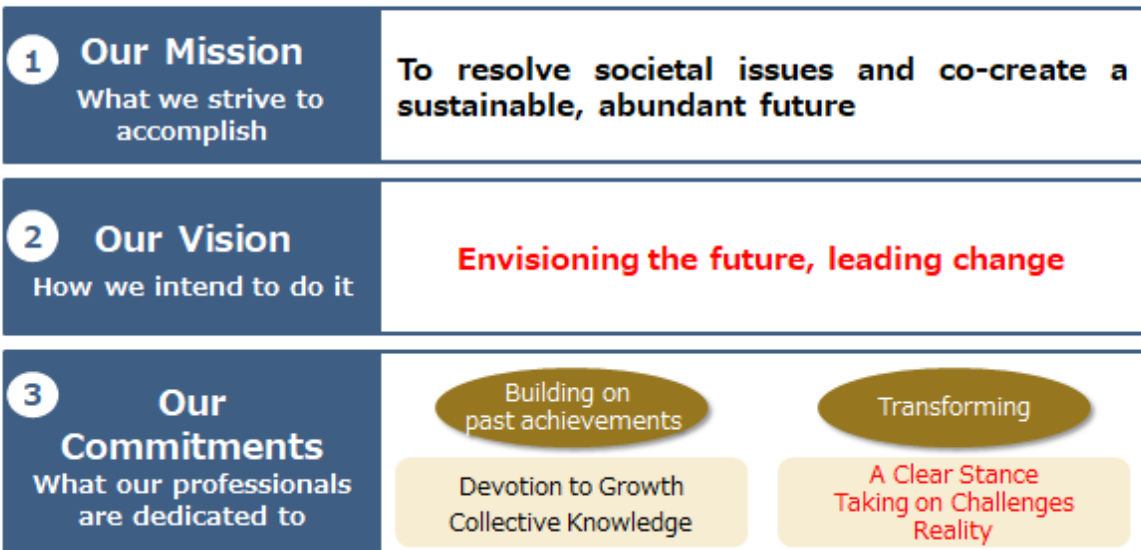 1
Our Mission
What we strive to
accomplish
To resolve societal issues and co-create a
sustainable, abundant future
2
Our Vision
How we intend to do it
Envisioning the future, leading change
3
Our
Commitments
What our professionals
are dedicated to
Building on
past achievements
Devotion to Growth
Collective Knowledge
Transforming
A Clear Stance
Taking on Challenges
Reality